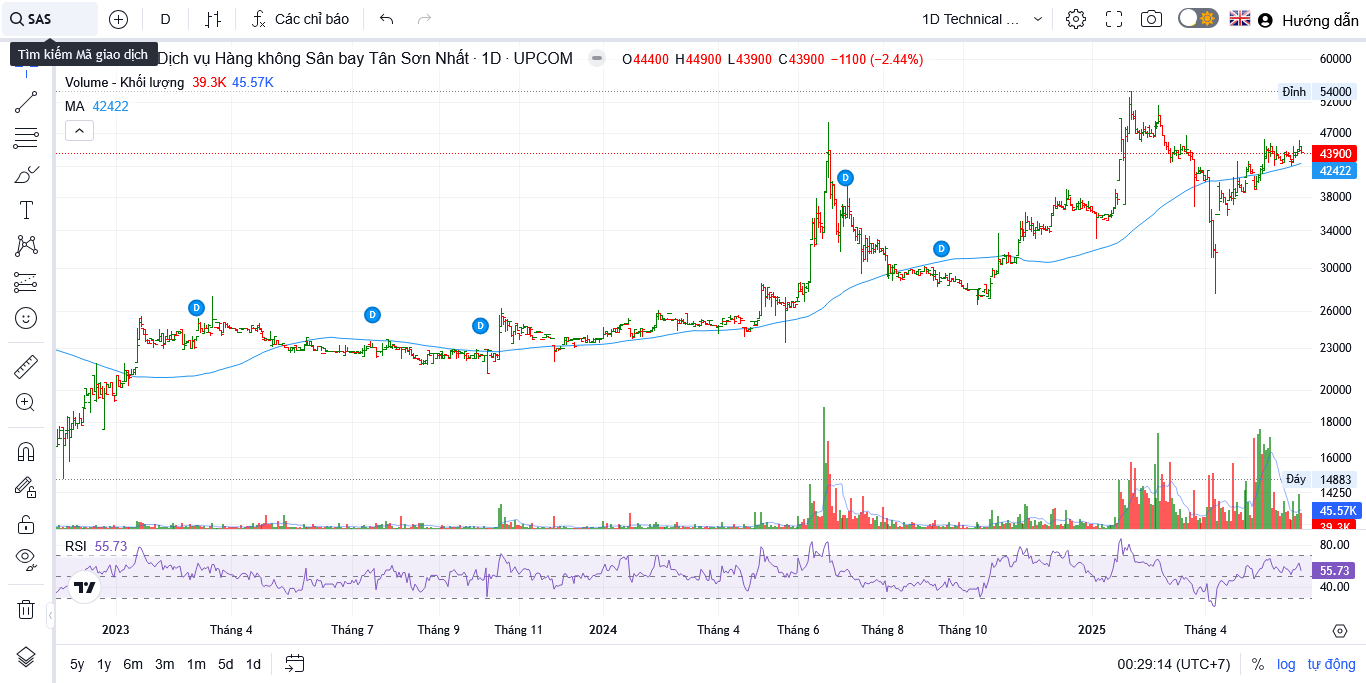 SAS
D
Các chỉ báo
1D Technical ...
Hướng dẫn
Tìm kiếm Mã giao dịch
Dịch vụ Hàng không Sân bay Tân Sơn Nhất · 1D · UPCOM
O44400 H44900 L43900 C43900 −1100 (−2.44%)
Volume - Khối lượng 39.3K 45.57K
MA 42422
60000
Đỉnh 54000
52000
47000
43900
42422
38000
34000
30000
26000
23000
20000
18000
16000
Đáy 14883
14250
45.57K
39.3K
D
D
D
D
D
RSI 55.73
80.00
55.73
40.00
2023 Tháng 4 Tháng 7 Tháng 9 Tháng 11 2024 Tháng 4 Tháng 6 Tháng 8 Tháng 10 2025 Tháng 4
5y 1y 6m 3m 1m 5d 1d
00:29:14 (UTC+7) % log tự động